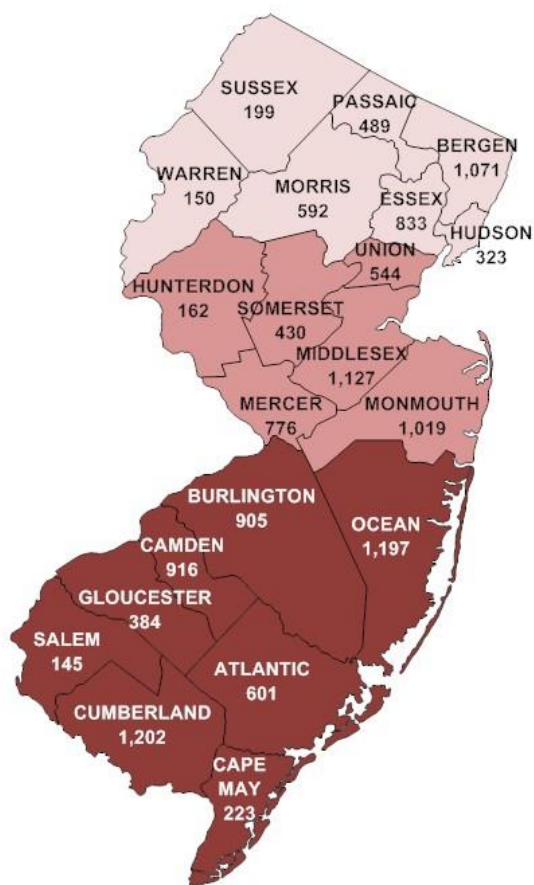 SUSSEX
199
PASSAIC
489
BERGEN
1,071
WARREN
150
MORRIS
592
ESSEX
833
HUDSON
323
UNION
544
HUNTERDON
162
SOMERSET
430
MIDDLESEX
1,127
MERCER
776
MONMOUTH
1,019
BURLINGTON
905
OCEAN
1,197
CAMDEN
916
GLOUCESTER
384
SALEM
145
ATLANTIC
601
CUMBERLAND
1,202
CAPE
MAY
223